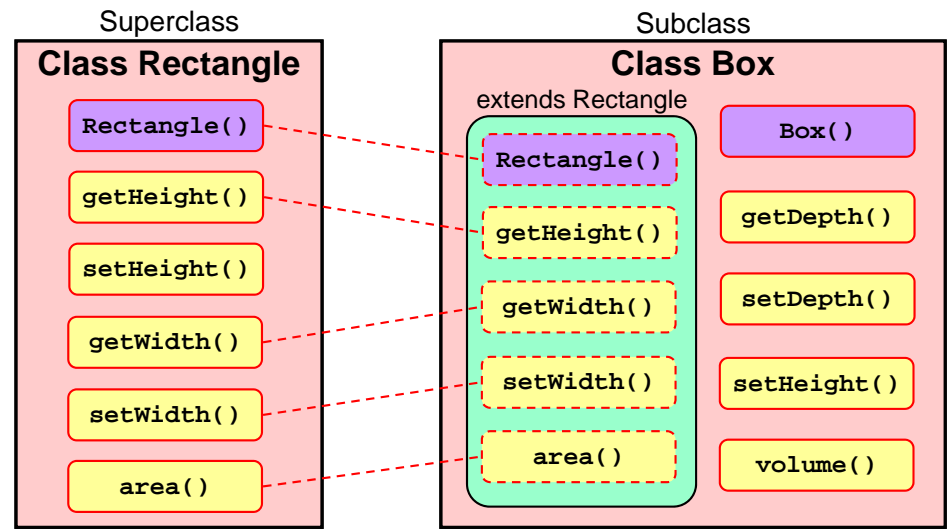 Superclass
Class Rectangle
Rectangle()
getHeight()
setHeight()
getWidth()
setWidth()
area()
Subclass
Class Box
extends Rectangle
Rectangle()
getHeight()
getWidth()
setWidth()
area()
Box()
getDepth()
setDepth()
setHeight()
volume()